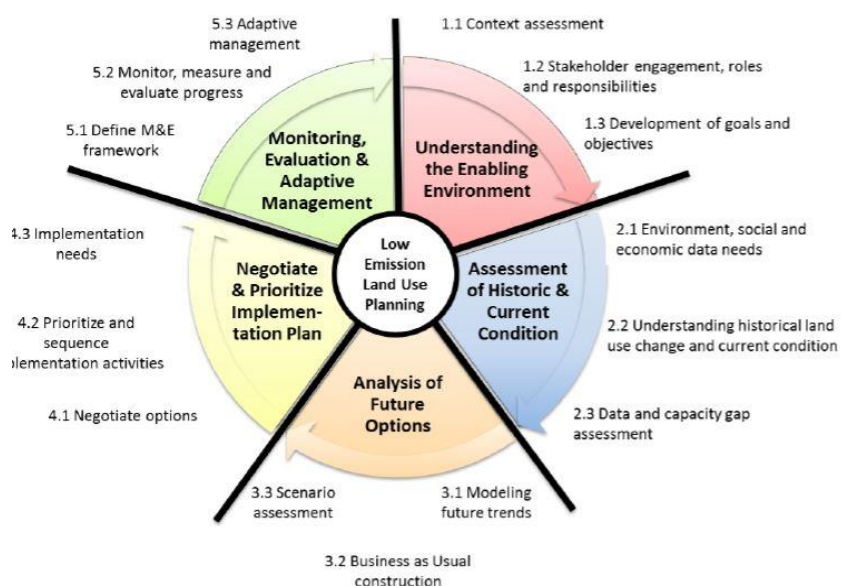 5.3 Adaptive
management
1.1 Context assessment
5.2 Monitor, measure and
evaluate progress
1.2 Stakeholder engagement, roles
and responsibilities
5.1 Define M&E
framework
1.3 Development of goals and
objectives
Monitoring,
Evaluation &
Adaptive
Management
Understanding
the Enabling
Environment
4.3 Implementation
needs
2.1 Environment, social and
economic data needs
Low
Emission
Land Use
Planning
Negotiate
& Prioritize
Implemen-
tation Plan
Assessment
of Historic &
Current
Condition
4.2 Prioritize and
sequence
plementation activities
2.2 Understanding historical land
use change and current condition
Analysis of
Future
Options
4.1 Negotiate options
2.3 Data and capacity gap
assessment
3.3 Scenario
assessment
3.1 Modeling
future trends
3.2 Business as Usual
construction